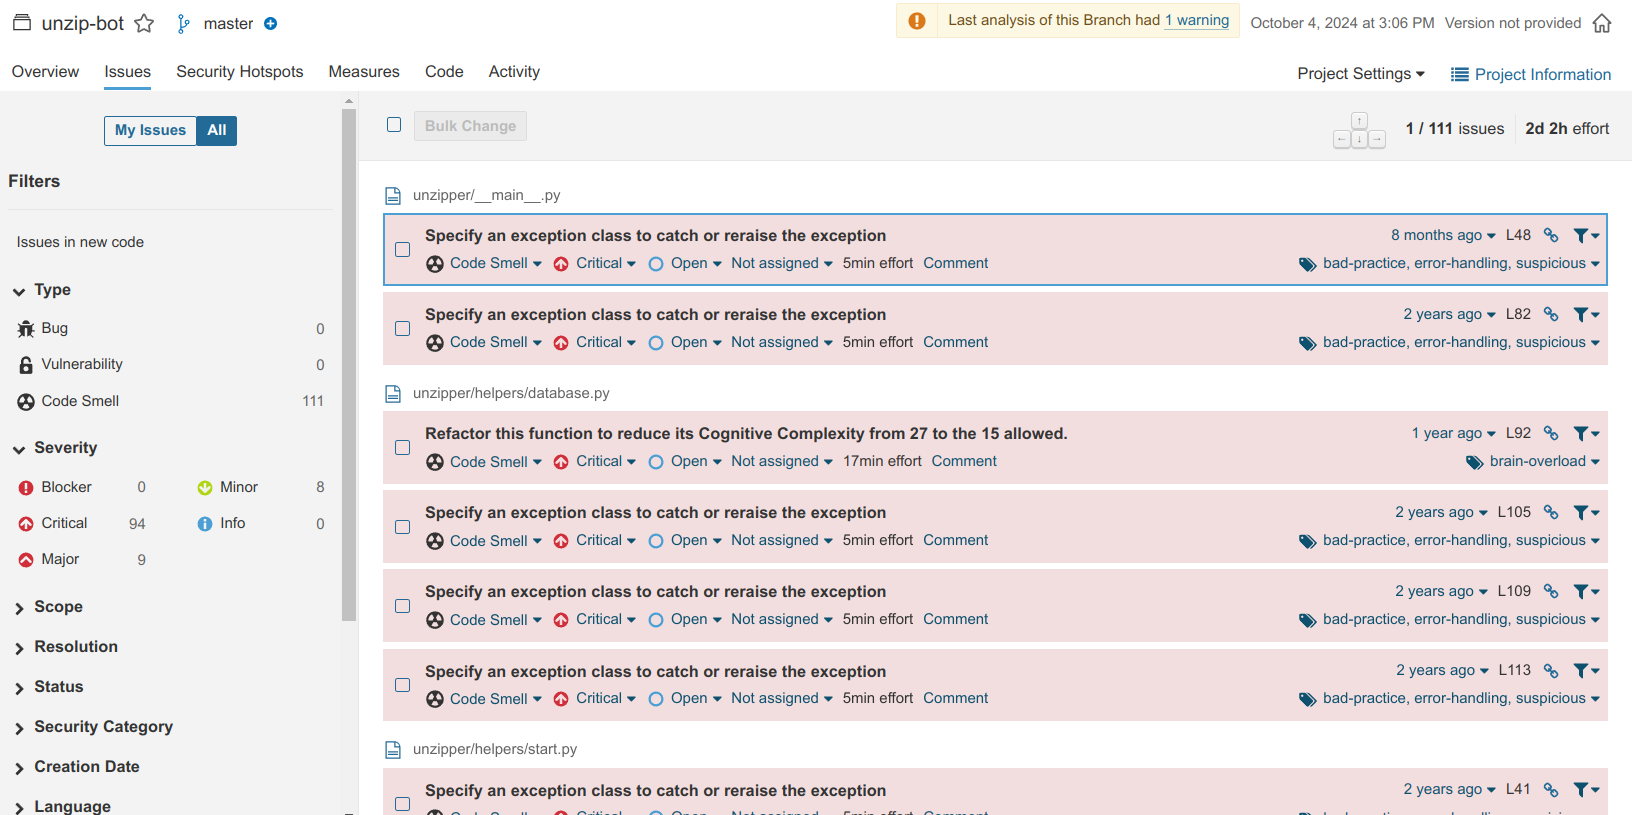 unzip-bot master
Last analysis of this Branch had 1 warning October 4, 2024 at 3:06 PM Version not provided
Overview Issues Security Hotspots Measures Code Activity
Project Settings Project Information
My Issues All
Bulk Change
1 / 111 issues 2d 2h effort
Filters
Issues in new code
Type
Bug 0
Vulnerability 0
Code Smell 111
Severity
Blocker 0 Minor 8
Critical 94 Info 0
Major 9
Scope
Resolution
Status
Security Category
Creation Date
Language
unzipper/__main__.py
Specify an exception class to catch or reraise the exception 8 months ago L48
Code Smell Critical Open Not assigned 5min effort Comment bad-practice, error-handling, suspicious
Specify an exception class to catch or reraise the exception 2 years ago L82
Code Smell Critical Open Not assigned 5min effort Comment bad-practice, error-handling, suspicious
unzipper/helpers/database.py
Refactor this function to reduce its Cognitive Complexity from 27 to the 15 allowed. 1 year ago L92
Code Smell Critical Open Not assigned 17min effort Comment brain-overload
Specify an exception class to catch or reraise the exception 2 years ago L105
Code Smell Critical Open Not assigned 5min effort Comment bad-practice, error-handling, suspicious
Specify an exception class to catch or reraise the exception 2 years ago L109
Code Smell Critical Open Not assigned 5min effort Comment bad-practice, error-handling, suspicious
Specify an exception class to catch or reraise the exception 2 years ago L113
Code Smell Critical Open Not assigned 5min effort Comment bad-practice, error-handling, suspicious
unzipper/helpers/start.py
Specify an exception class to catch or reraise the exception 2 years ago L41